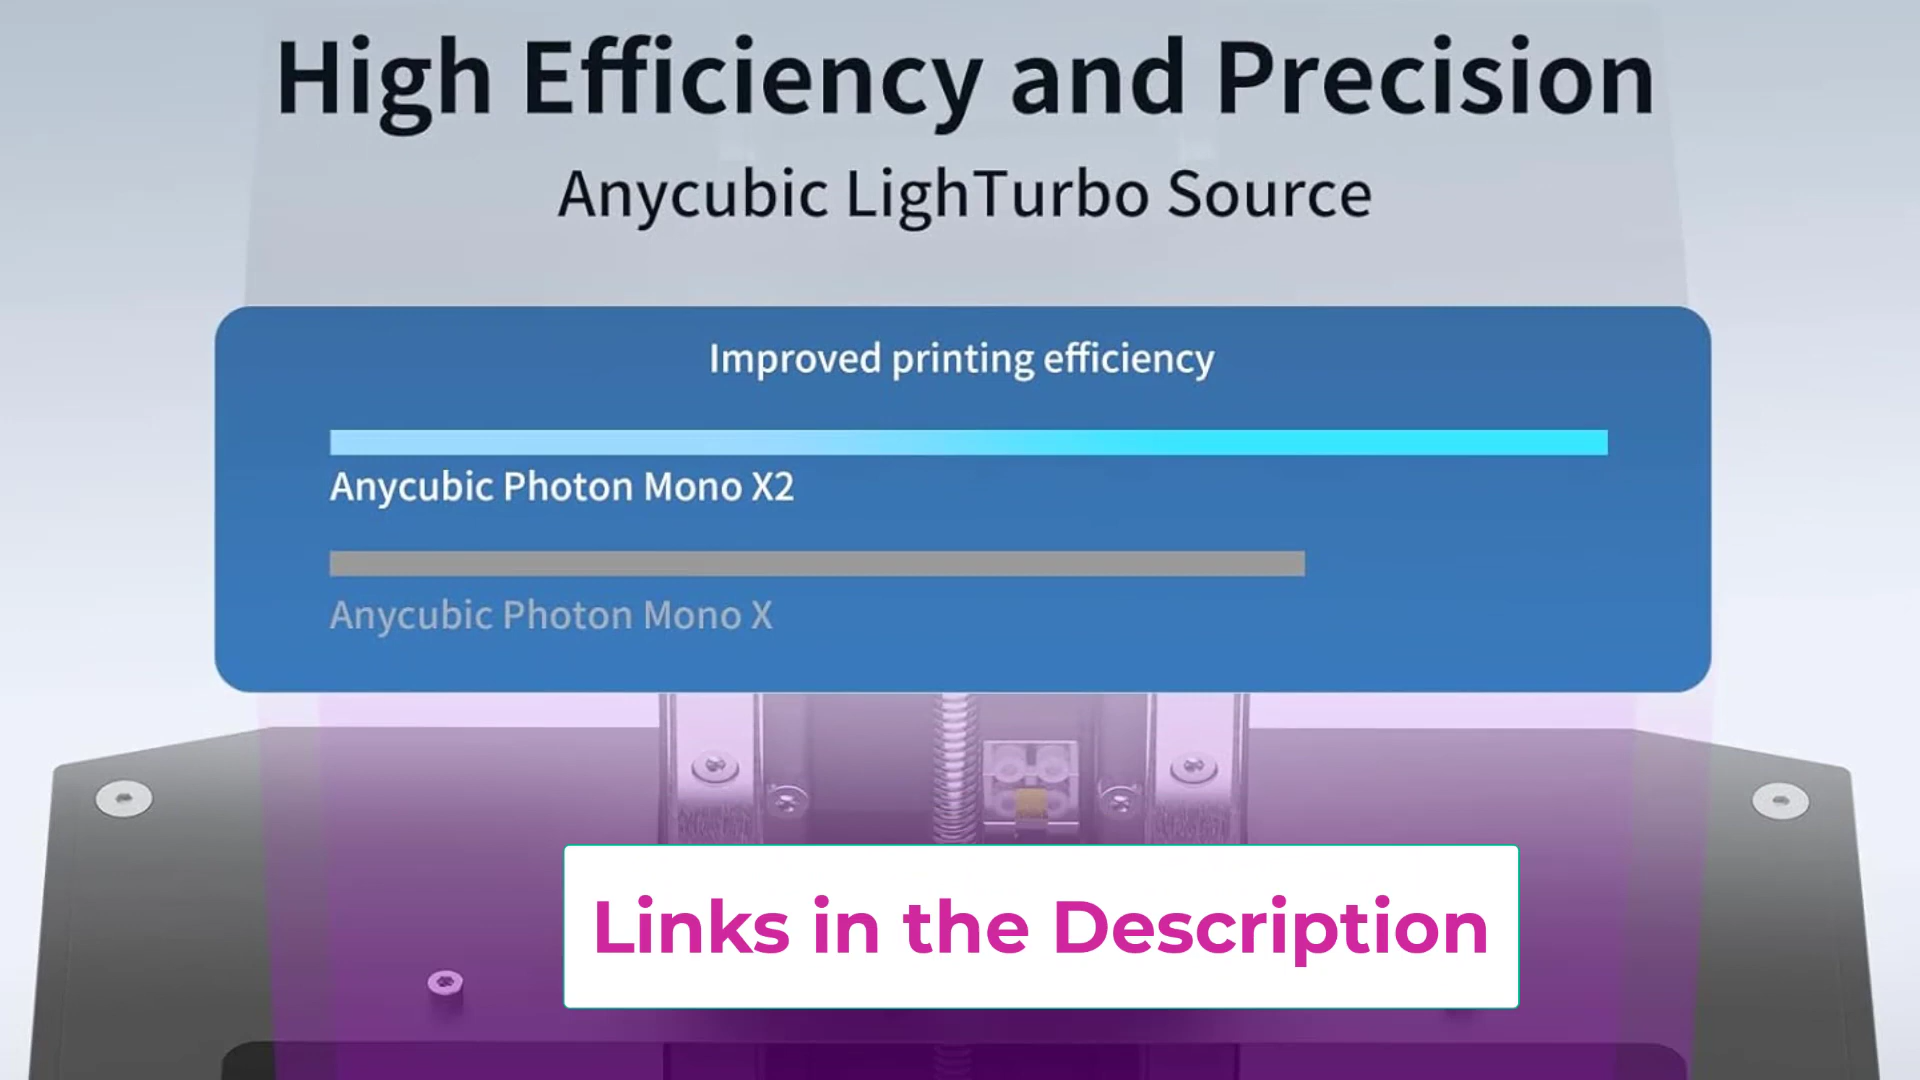 High Efficiency and Precision
Anycubic LighTurbo Source
Improved printing efficiency
Anycubic Photon Mono X2
Anycubic Photon Mono X
Links in the Description